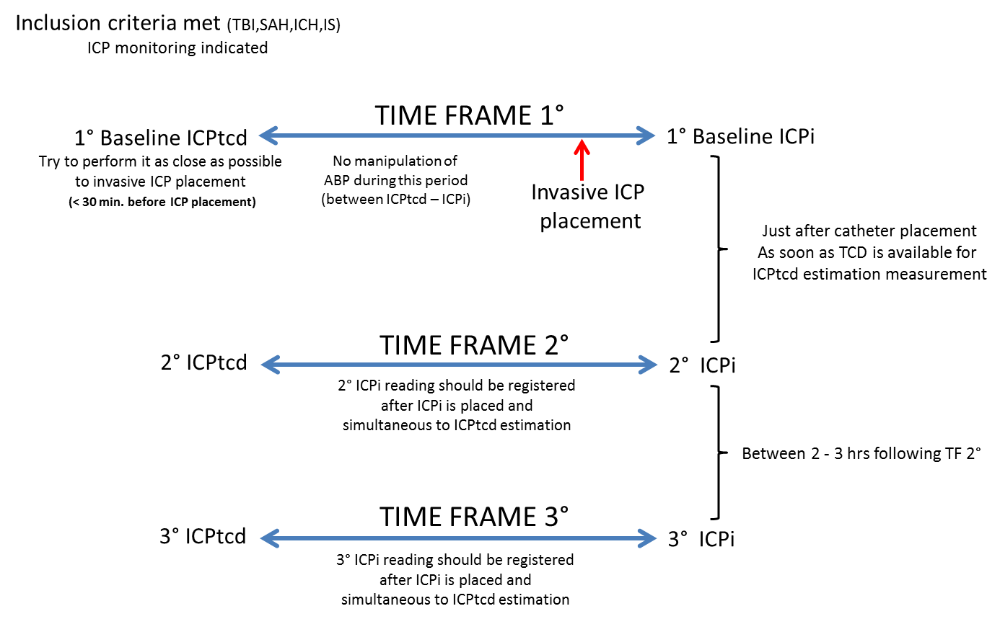 Inclusion criteria met (TBI,SAH,ICH,IS)
ICP monitoring indicated
TIME FRAME 1°
1° Baseline ICPtcd
1° Baseline ICPi
Try to perform it as close as possible
to invasive ICP placement
(< 30 min. before ICP placement)
No manipulation of
ABP during this period
(between ICPtcd – ICPi)
Invasive ICP
placement
Just after catheter placement
As soon as TCD is available for
ICPtcd estimation measurement
TIME FRAME 2°
2° ICPtcd
2° ICPi
2° ICPi reading should be registered
after ICPi is placed and
simultaneous to ICPtcd estimation
Between 2 - 3 hrs following TF 2°
TIME FRAME 3°
3° ICPtcd
3° ICPi
3° ICPi reading should be registered
after ICPi is placed and
simultaneous to ICPtcd estimation